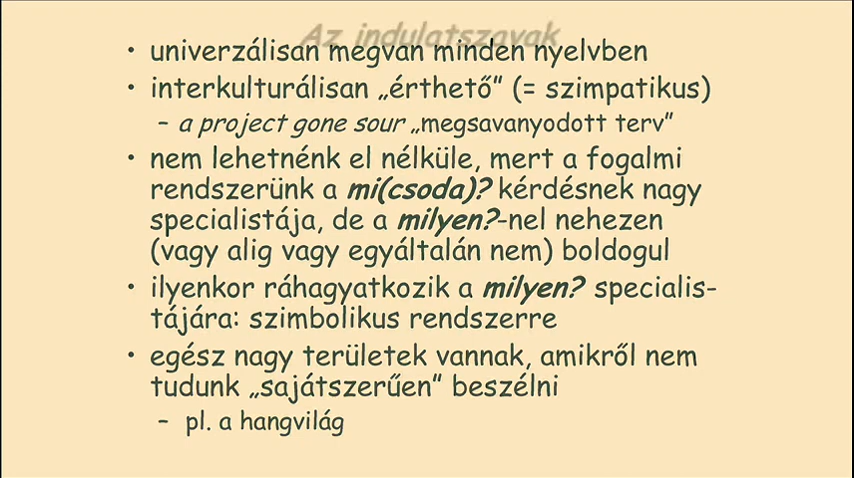 Az indulatszavak
• univerzálisan megvan minden nyelvben
• interkulturálisan „érthető” (= szimpatikus)
– a project gone sour „megsavanyodott terv”
• nem lehetnénk el nélküle, mert a fogalmi
rendszerünk a mi(csoda)? kérdésnek nagy
specialistája, de a milyen?-nel nehezen
(vagy alig vagy egyáltalán nem) boldogul
• ilyenkor ráhagyatkozik a milyen? specialis-
tájára: szimbolikus rendszerre
• egész nagy területek vannak, amikről nem
tudunk „sajátszerűen” beszélni
– pl. a hangvilág